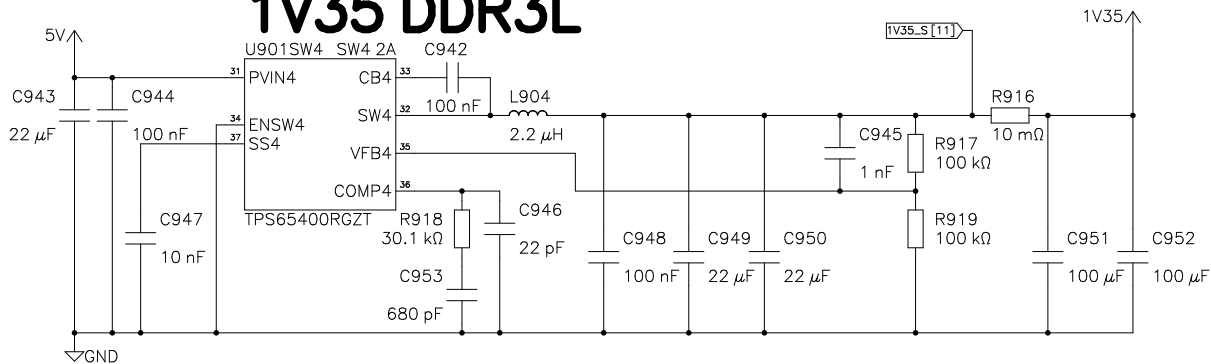 1V35 DDR3L
5V
1V35_S [11]
1V35
U901SW4 SW4 2A
C942
31 PVIN4
CB4 33
C943
C944
100 nF
L904
R916
SW4 32
22 µF
100 nF
34 ENSW4
2.2 µH
C945
R917
10 mΩ
37 SS4
100 kΩ
VFB4 35
1 nF
COMP4 36
TPS65400RGZT
C947
R918
C946
R919
30.1 kΩ
C948
C949
C950
100 kΩ
C951
C952
10 nF
22 pF
C953
100 nF
22 µF
22 µF
100 µF
100 µF
680 pF
GND